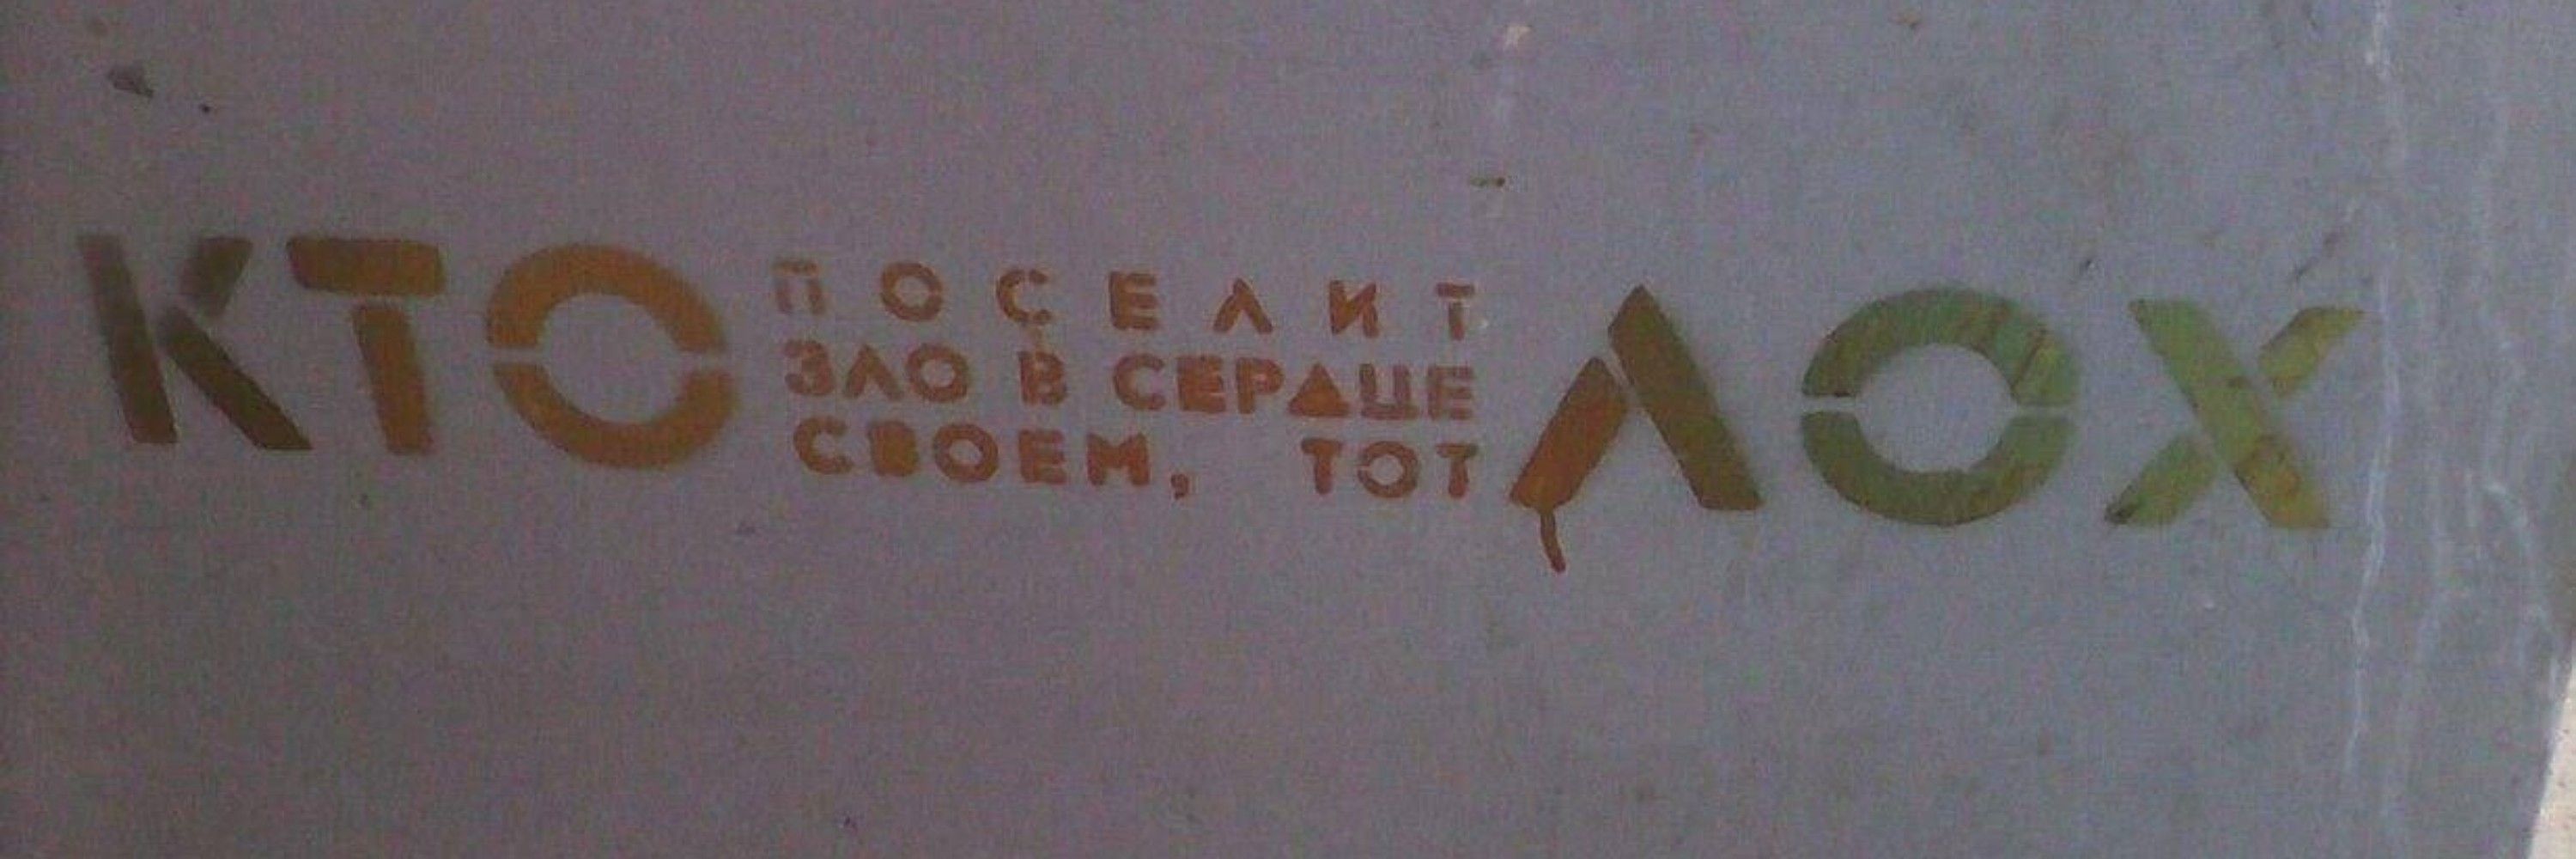 КТО
ПОСЕЛИТ
ЗЛО В СЕРДЦЕ
СВОЕМ, ТОТ
ЛОХ